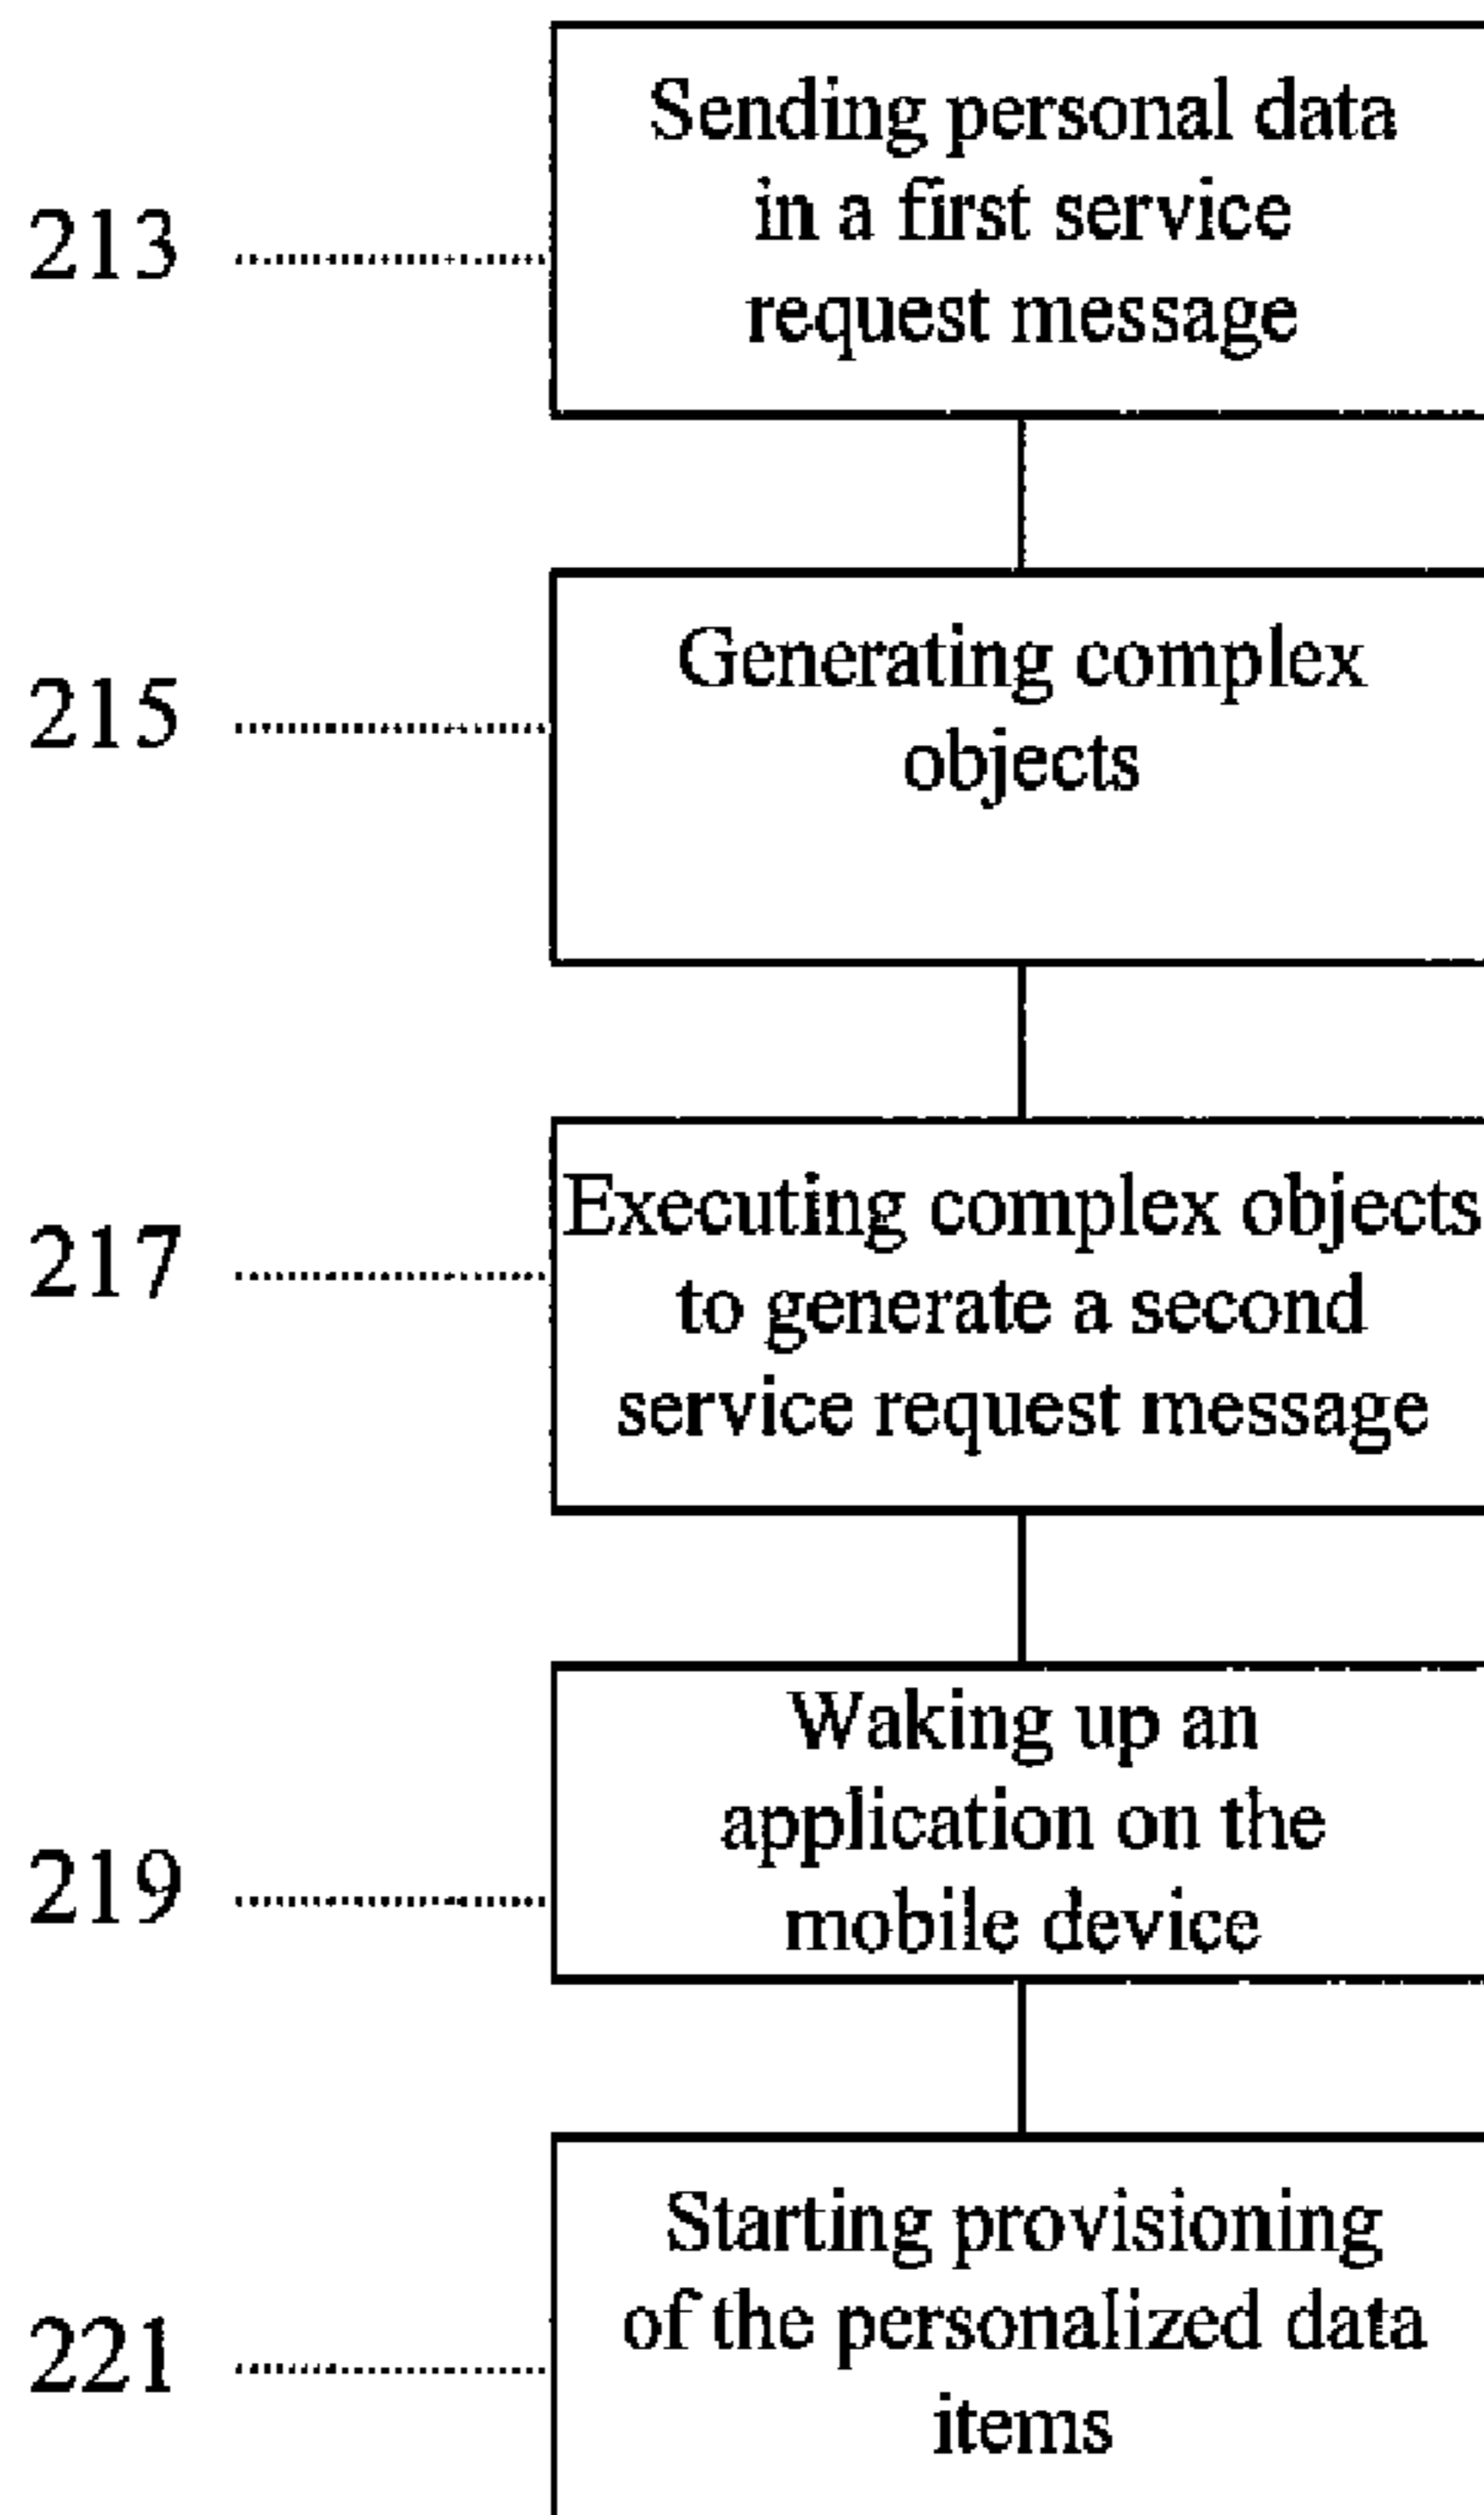 Sending personal data
in a first service
213
request message
Generating complex
215
objects
Executing complex objects
217
to generate a second
service request message
Waking up an
application on the
219
mobile device
Starting provisioning
of the personalized data
221
items